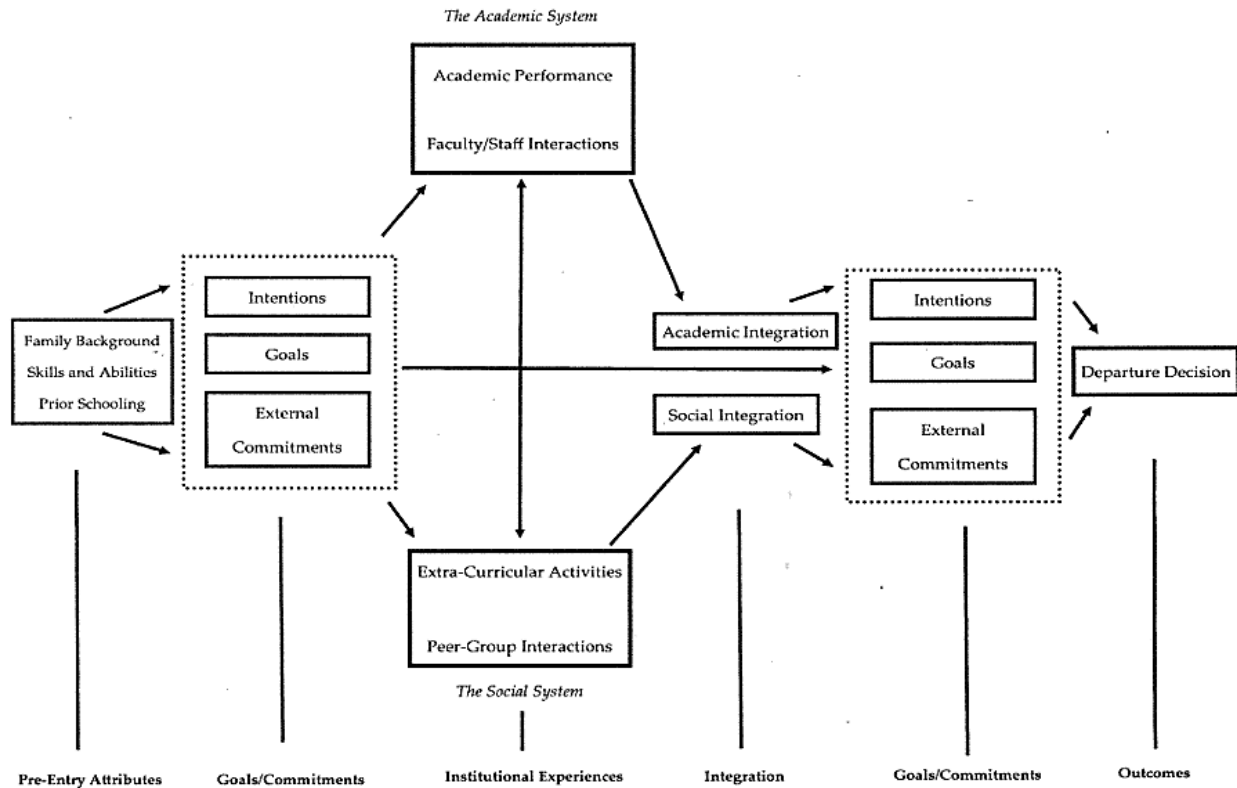 The Academic System
Academic Performance
Faculty/Staff Interactions
Family Background
Skills and Abilities
Prior Schooling
Intentions
Goals
External
Commitments
Academic Integration
Social Integration
Intentions
Goals
External
Commitments
Departure Decision
Extra-Curricular Activities
Peer-Group Interactions
The Social System
Pre-Entry Attributes
Goals/Commitments
Institutional Experiences
Integration
Goals/Commitments
Outcomes